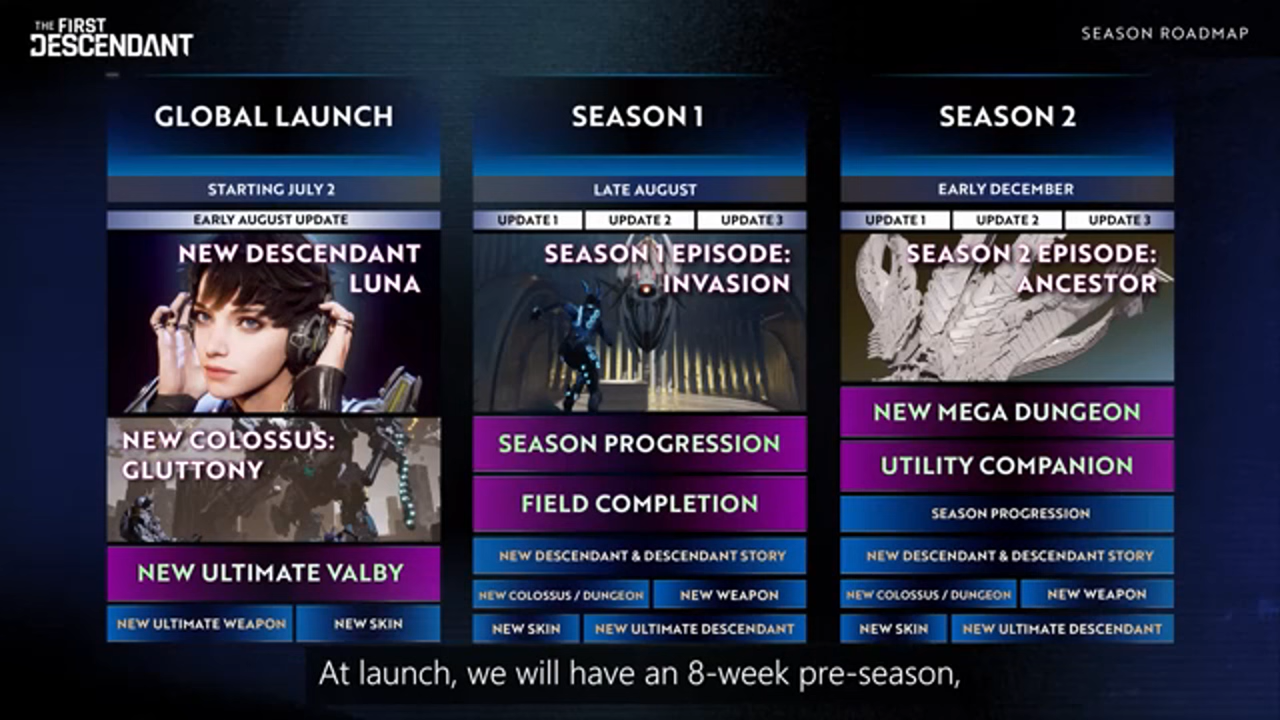 THE FIRST
DESCENDANT
SEASON ROADMAP
GLOBAL LAUNCH
STARTING JULY 2
EARLY AUGUST UPDATE
NEW DESCENDANT
LUNA
NEW COLOSSUS:
GLUTTONY
NEW ULTIMATE VALBY
NEW ULTIMATE WEAPON
NEW SKIN
SEASON 1
LATE AUGUST
UPDATE 1 UPDATE 2 UPDATE 3
SEASON 1 EPISODE:
INVASION
SEASON PROGRESSION
FIELD COMPLETION
NEW DESCENDANT & DESCENDANT STORY
NEW COLOSSUS / DUNGEON NEW WEAPON
NEW SKIN NEW ULTIMATE DESCENDANT
SEASON 2
EARLY DECEMBER
UPDATE 1 UPDATE 2 UPDATE 3
SEASON 2 EPISODE:
ANCESTOR
NEW MEGA DUNGEON
UTILITY COMPANION
SEASON PROGRESSION
NEW DESCENDANT & DESCENDANT STORY
NEW COLOSSUS / DUNGEON NEW WEAPON
NEW SKIN NEW ULTIMATE DESCENDANT
At launch, we will have an 8-week pre-season,